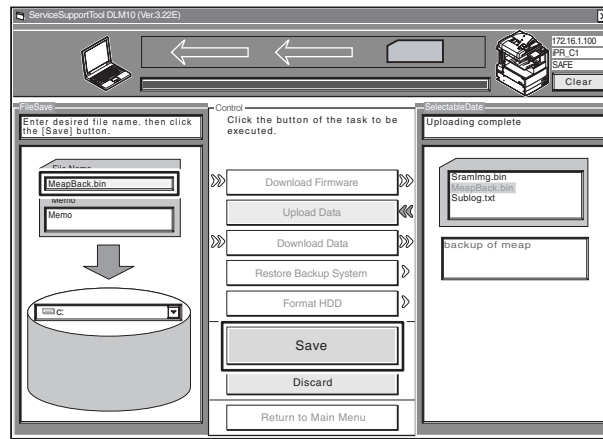 ServiceSupportTool DLM10 (Ver.3.22E)
172.16.1.100
iPR_C1
SAFE
Clear
FileSave
Enter desired file name. then click
the [Save] button.
File Name
MeapBack.bin
Memo
Memo
C:
Control
Click the button of the task to be
executed.
Download Firmware
Upload Data
Download Data
Restore Backup System
Format HDD
Save
Discard
Return to Main Menu
SelectableDate
Uploading complete
SramImg.bin
MeapBack.bin
Sublog.txt
backup of meap